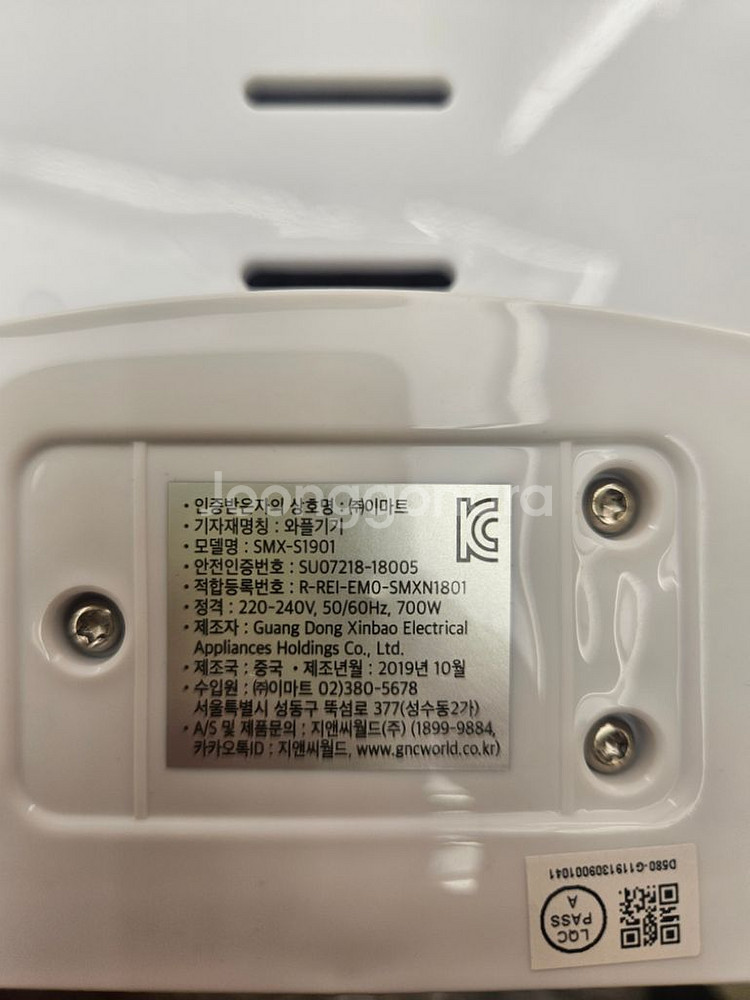 joonggonara
· 인증받은자의 상호명 : ㈜이마트
· 기자재명칭 : 와플기기
· 모델명 : SMX-S1901
· 안전인증번호 : SU07218-18005
· 적합등록번호 : R-REI-EM0-SMXN1801
· 정격 : 220-240V, 50/60Hz, 700W
· 제조자 : Guang Dong Xinbao Electrical
Appliances Holdings Co., Ltd.
· 제조국 : 중국 · 제조년월 : 2019년 10월
· 수입원 : ㈜이마트 02)380-5678
서울특별시 성동구 뚝섬로 377(성수동2가)
· A/S 및 제품문의 : 지앤씨월드(주) (1899-9884,
카카오톡ID : 지앤씨월드, www.gncworld.co.kr)
D580-G1191309001041
LQC
PASS
A